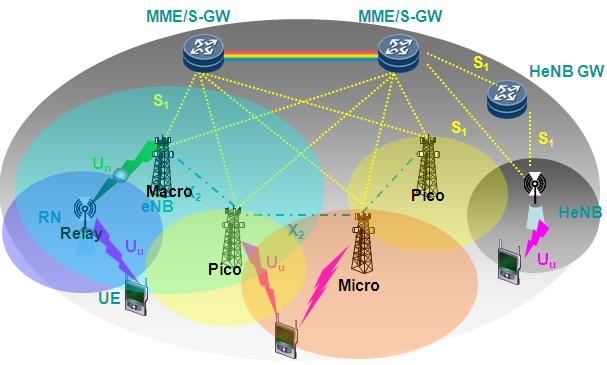 MME/S-GW
MME/S-GW
S1
HeNB GW
S1
S1
S1
Un
Macro
X2
eNB
Pico
RN
Relay
HeNB
Uu
X2
Uu
Uu
Pico
Micro
UE